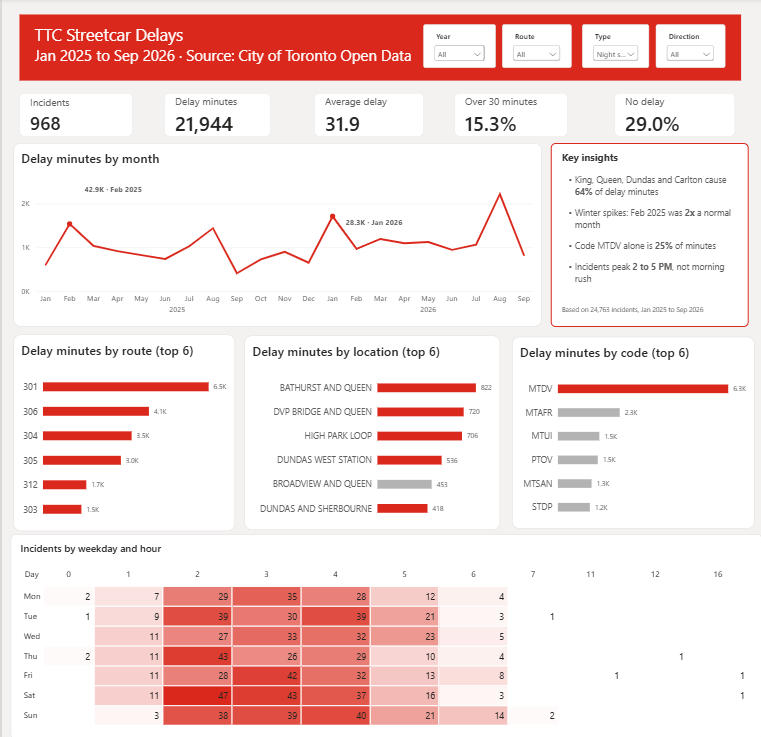 TTC Streetcar Delays
Jan 2025 to Sep 2026 · Source: City of Toronto Open Data
Year
All
Route
All
Type
Night s...
Direction
All
Incidents
968
Delay minutes
21,944
Average delay
31.9
Over 30 minutes
15.3%
No delay
29.0%
Delay minutes by month
42.9K · Feb 2025
28.3K · Jan 2026
2K
1K
0K
Jan Feb Mar Apr May Jun Jul Aug Sep Oct Nov Dec Jan Feb Mar Apr May Jun Jul Aug Sep
2025 2026
Key insights
• King, Queen, Dundas and Carlton cause
64% of delay minutes
• Winter spikes: Feb 2025 was 2x a normal
month
• Code MTDV alone is 25% of minutes
• Incidents peak 2 to 5 PM, not morning
rush
Based on 24,763 incidents, Jan 2025 to Sep 2026
Delay minutes by route (top 6)
301 6.5K
306 4.1K
304 3.5K
305 3.0K
312 1.7K
303 1.5K
Delay minutes by location (top 6)
BATHURST AND QUEEN 822
DVP BRIDGE AND QUEEN 720
HIGH PARK LOOP 706
DUNDAS WEST STATION 536
BROADVIEW AND QUEEN 453
DUNDAS AND SHERBOURNE 418
Delay minutes by code (top 6)
MTDV 6.3K
MTAFR 2.3K
MTUI 1.5K
PTOV 1.5K
MTSAN 1.3K
STDP 1.2K
Incidents by weekday and hour
Day 0 1 2 3 4 5 6 7 11 12 16
Mon 2 7 29 35 28 12 4
Tue 1 9 39 30 39 21 3 1
Wed 11 27 33 32 23 5
Thu 2 11 43 26 29 10 4 1
Fri 11 28 42 32 13 8 1 1
Sat 11 47 43 37 16 3 1
Sun 3 38 39 40 21 14 2